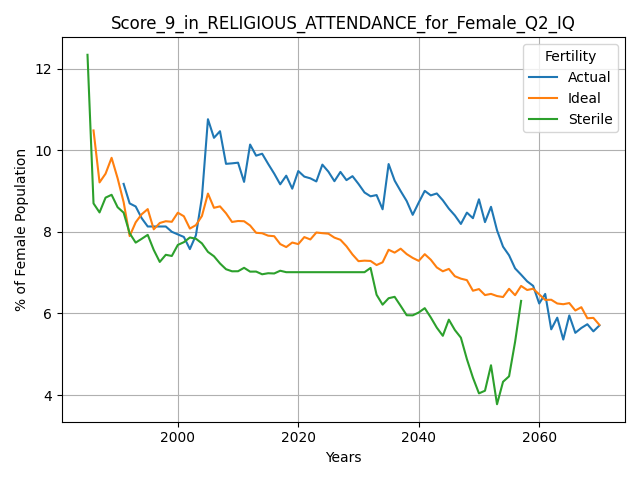 Score_9_in_RELIGIOUS_ATTENDANCE_for_Female_Q2_IQ
Fertility
Actual
Ideal
Sterile
% of Female Population
12
10
8
6
4
2000
2020
2040
2060
Years